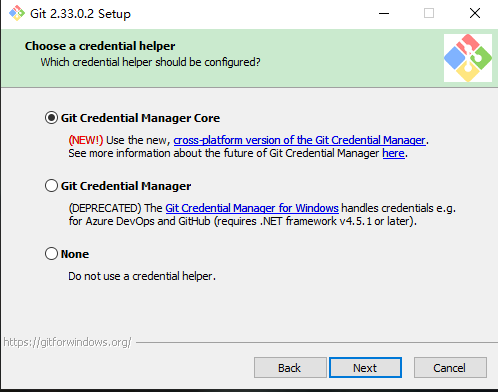 Git 2.33.0.2 Setup
Choose a credential helper
Which credential helper should be configured?
Git Credential Manager Core
(NEW!) Use the new, cross-platform version of the Git Credential Manager.
See more information about the future of Git Credential Manager here.
Git Credential Manager
(DEPRECATED) The Git Credential Manager for Windows handles credentials e.g.
for Azure DevOps and GitHub (requires .NET framework v4.5.1 or later).
None
Do not use a credential helper.
https://gitforwindows.org/
Back Next Cancel